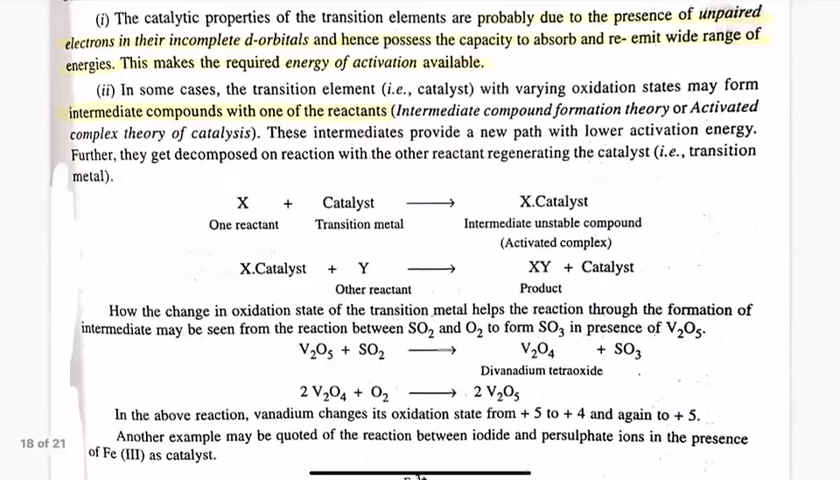 (i) The catalytic properties of the transition elements are probably due to the presence of unpaired
electrons in their incomplete d-orbitals and hence possess the capacity to absorb and re- emit wide range of
energies. This makes the required energy of activation available.
(ii) In some cases, the transition element (i.e., catalyst) with varying oxidation states may form
intermediate compounds with one of the reactants (Intermediate compound formation theory or Activated
complex theory of catalysis). These intermediates provide a new path with lower activation energy.
Further, they get decomposed on reaction with the other reactant regenerating the catalyst (i.e., transition
metal).
X + Catalyst ⟶ X.Catalyst
One reactant Transition metal Intermediate unstable compound
(Activated complex)
X.Catalyst + Y ⟶ XY + Catalyst
Other reactant Product
How the change in oxidation state of the transition metal helps the reaction through the formation of
intermediate may be seen from the reaction between SO₂ and O₂ to form SO₃ in presence of V₂O₅.
V₂O₅ + SO₂ ⟶ V₂O₄ + SO₃
Divanadium tetraoxide
2 V₂O₄ + O₂ ⟶ 2 V₂O₅
In the above reaction, vanadium changes its oxidation state from + 5 to + 4 and again to + 5.
Another example may be quoted of the reaction between iodide and persulphate ions in the presence
18 of 21
of Fe (III) as catalyst.